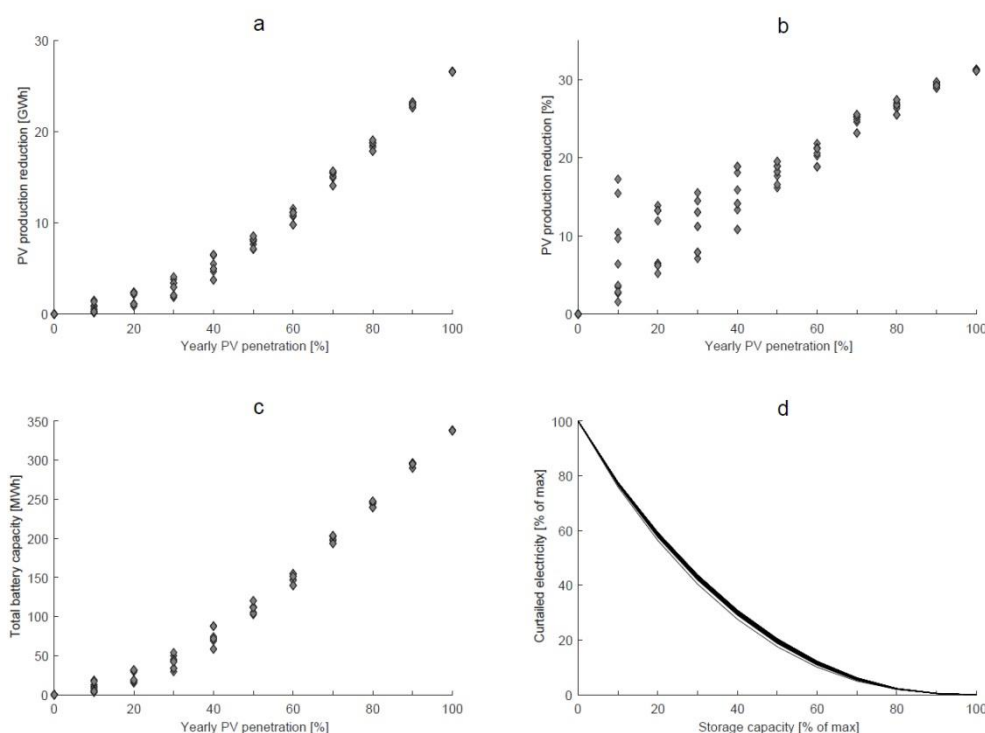 a
30
20
10
0
PV production reduction [GWh]
0 20 40 60 80 100
Yearly PV penetration [%]
b
30
20
10
0
PV production reduction [%]
0 20 40 60 80 100
Yearly PV penetration [%]
c
350
300
250
200
150
100
50
0
Total battery capacity [MWh]
0 20 40 60 80 100
Yearly PV penetration [%]
d
100
80
60
40
20
0
Curtailed electricity [% of max]
0 20 40 60 80 100
Storage capacity [% of max]